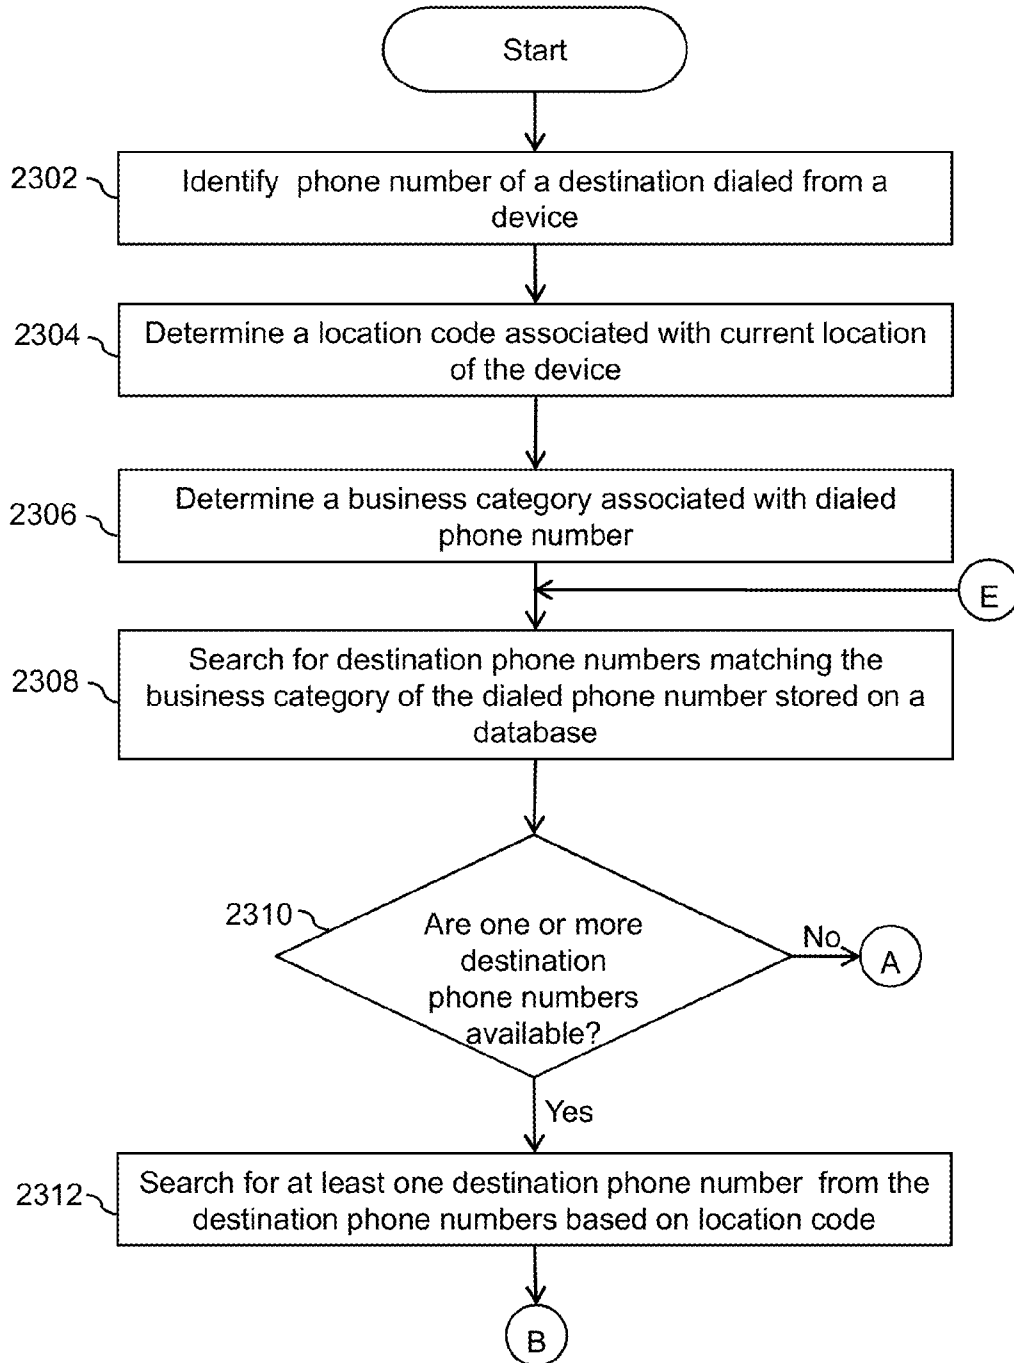 Start
2302
Identify phone number of a destination dialed from a
device
2304
Determine a location code associated with current location
of the device
2306
Determine a business category associated with dialed
phone number
E
2308
Search for destination phone numbers matching the
business category of the dialed phone number stored on a
database
2310
Are one or more
destination
phone numbers
available?
No
A
Yes
2312
Search for at least one destination phone number from the
destination phone numbers based on location code
B